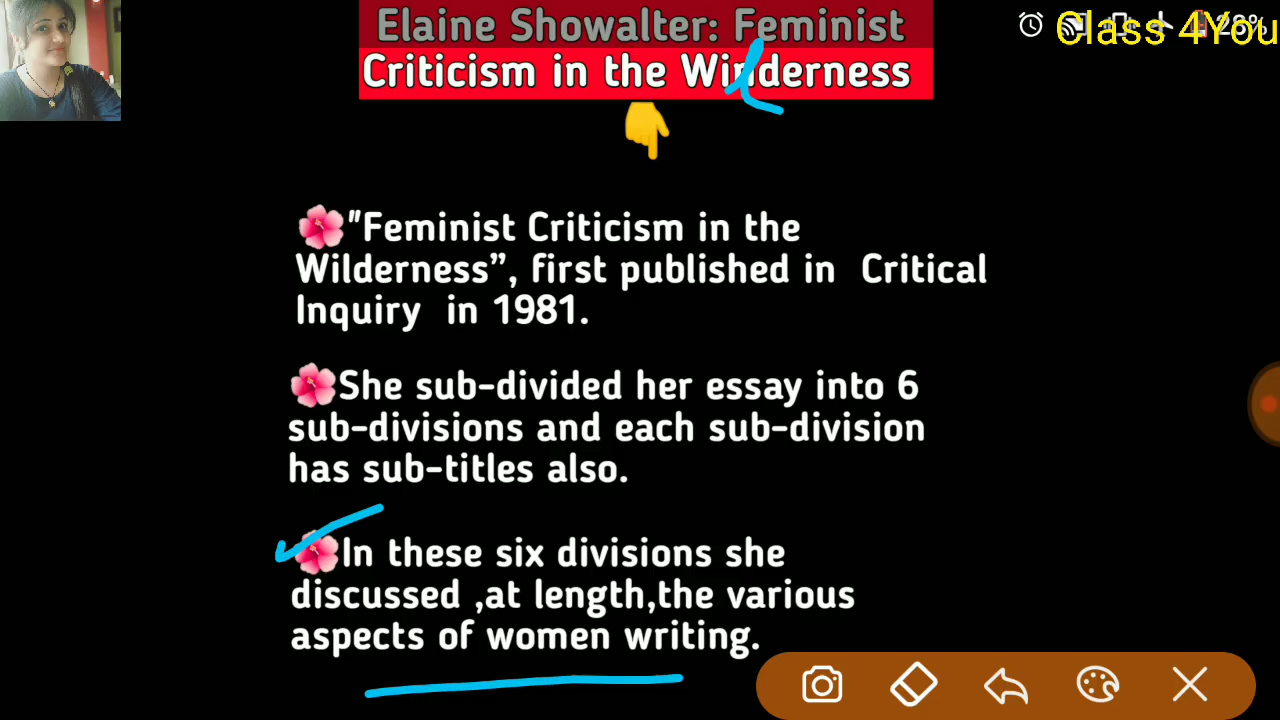 Elaine Showalter: Feminist
Criticism in the Winderness
28%
Class 4You
"Feminist Criticism in the
Wilderness”, first published in Critical
Inquiry in 1981.
She sub-divided her essay into 6
sub-divisions and each sub-division
has sub-titles also.
In these six divisions she
discussed ,at length,the various
aspects of women writing.